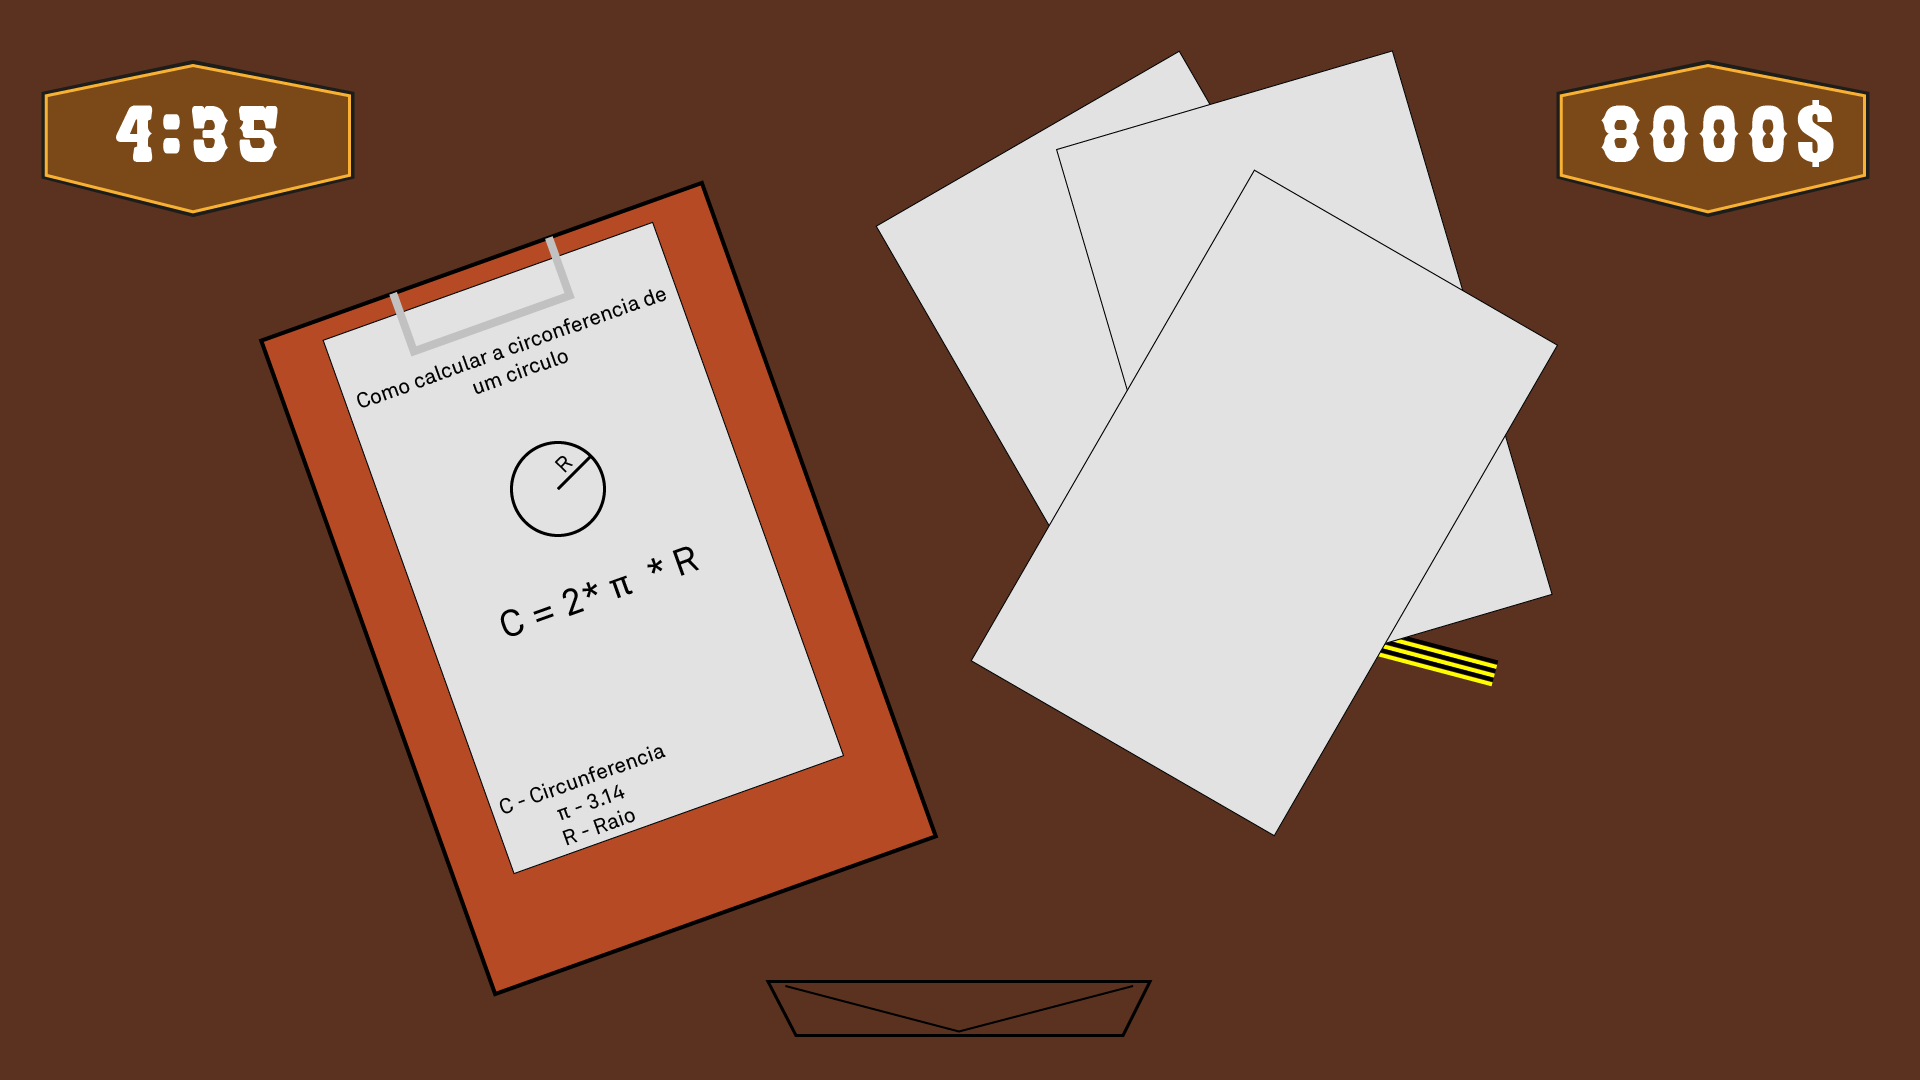 4:35
8000$
Como calcular a circonferencia de
um circulo
R
C = 2* π * R
C - Circunferencia
π - 3.14
R - Raio